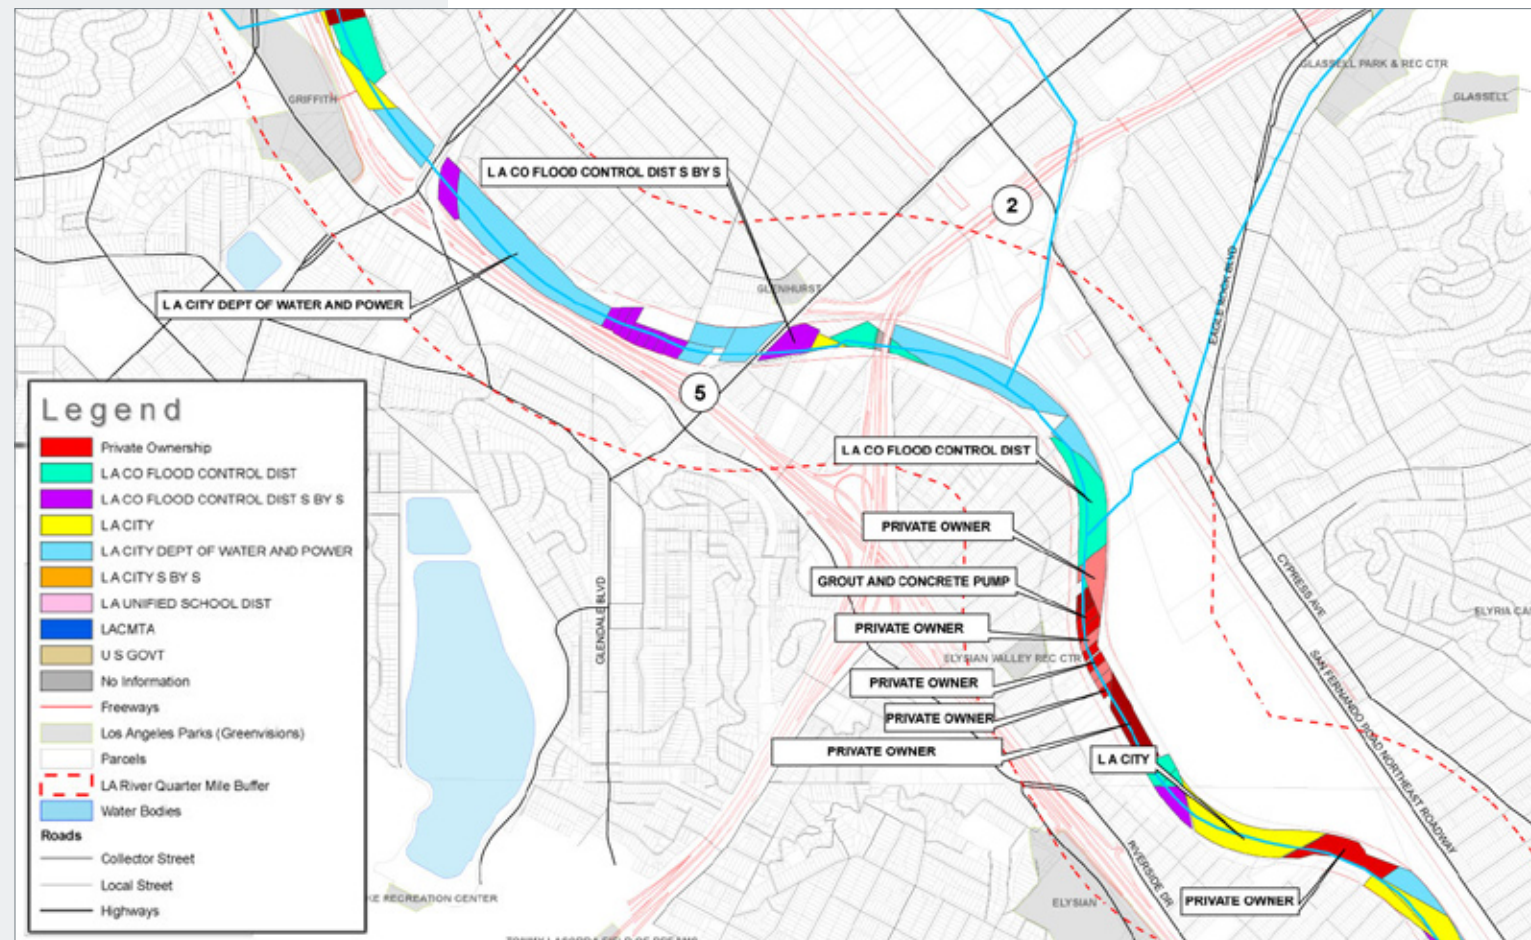 GLASSELL PARK & REC CTR
GRIFFITH
GLASSELL
L A CO FLOOD CONTROL DIST S BY S
2
EAGLE ROCK BLVD
GLENHURST
L A CITY DEPT OF WATER AND POWER
5
Legend
Private Ownership
L A CO FLOOD CONTROL DIST
L A CO FLOOD CONTROL DIST S BY S
L A CITY
L A CITY DEPT OF WATER AND POWER
L A CITY S BY S
L A UNIFIED SCHOOL DIST
LACMTA
U S GOVT
No Information
Freeways
Los Angeles Parks (Greenvisions)
Parcels
LA River Quarter Mile Buffer
Water Bodies
Roads
Collector Street
Local Street
Highways
L A CO FLOOD CONTROL DIST
PRIVATE OWNER
GROUT AND CONCRETE PUMP
PRIVATE OWNER
ELYSIAN VALLEY REC CTR
PRIVATE OWNER
PRIVATE OWNER
PRIVATE OWNER
L A CITY
GLENDALE BLVD
CYPRESS AVE
ELYRIA CA
SAN FERNANDO ROAD NORTHEAST ROADWAY
RIVERSIDE DR
KE RECREATION CENTER
ELYSIAN
PRIVATE OWNER